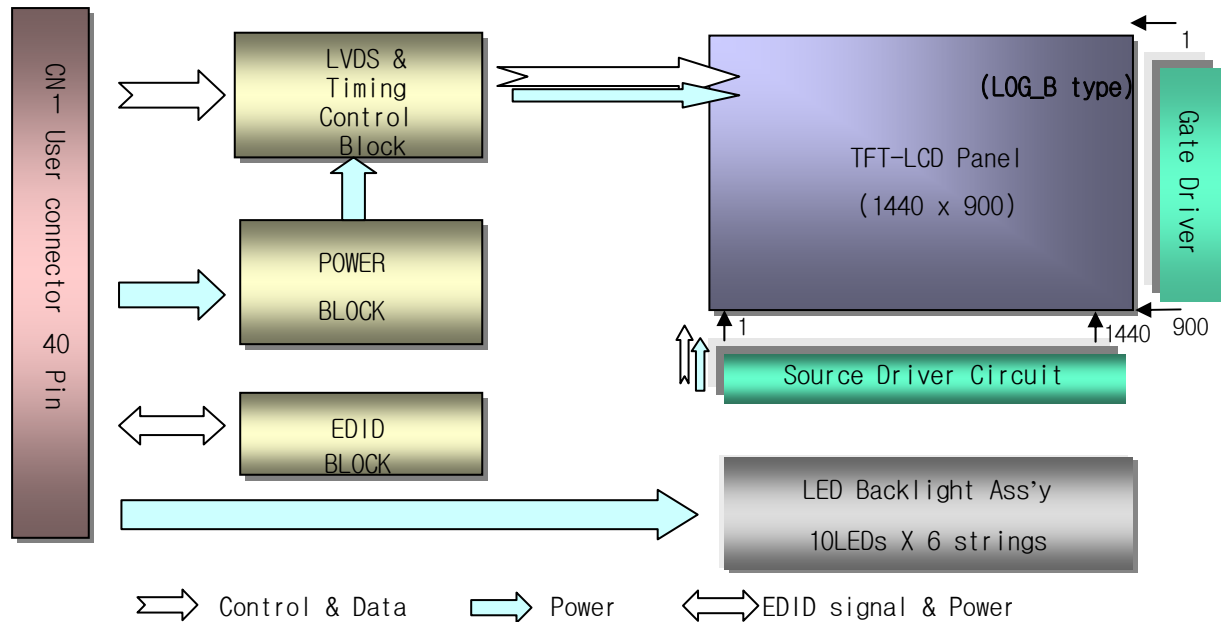 CN1 User connector 40 Pin
LVDS &
Timing
Control
Block
POWER
BLOCK
EDID
BLOCK
(LOG_B type)
TFT-LCD Panel
(1440 x 900)
1
Gate Driver
900
1
1440
Source Driver Circuit
LED Backlight Ass’y
10LEDs X 6 strings
Control & Data
Power
EDID signal & Power